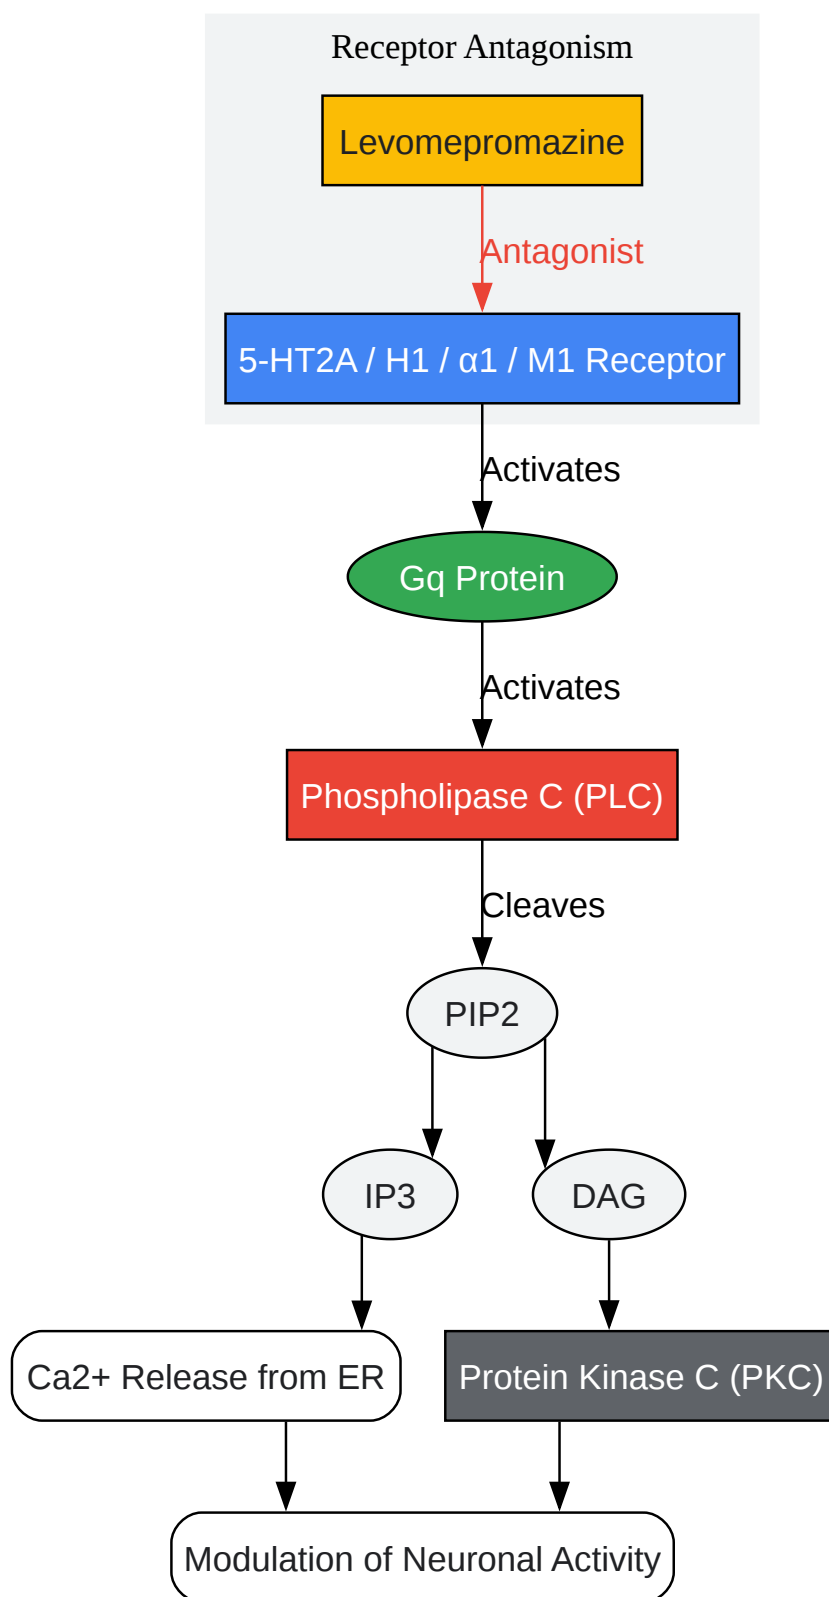 Receptor Antagonism
Levomepromazine
Antagonist
5-HT2A / H1 / α1 / M1 Receptor
Activates
Gq Protein
Activates
Phospholipase C (PLC)
Cleaves
PIP2
IP3
DAG
Ca2+ Release from ER
Protein Kinase C (PKC)
Modulation of Neuronal Activity